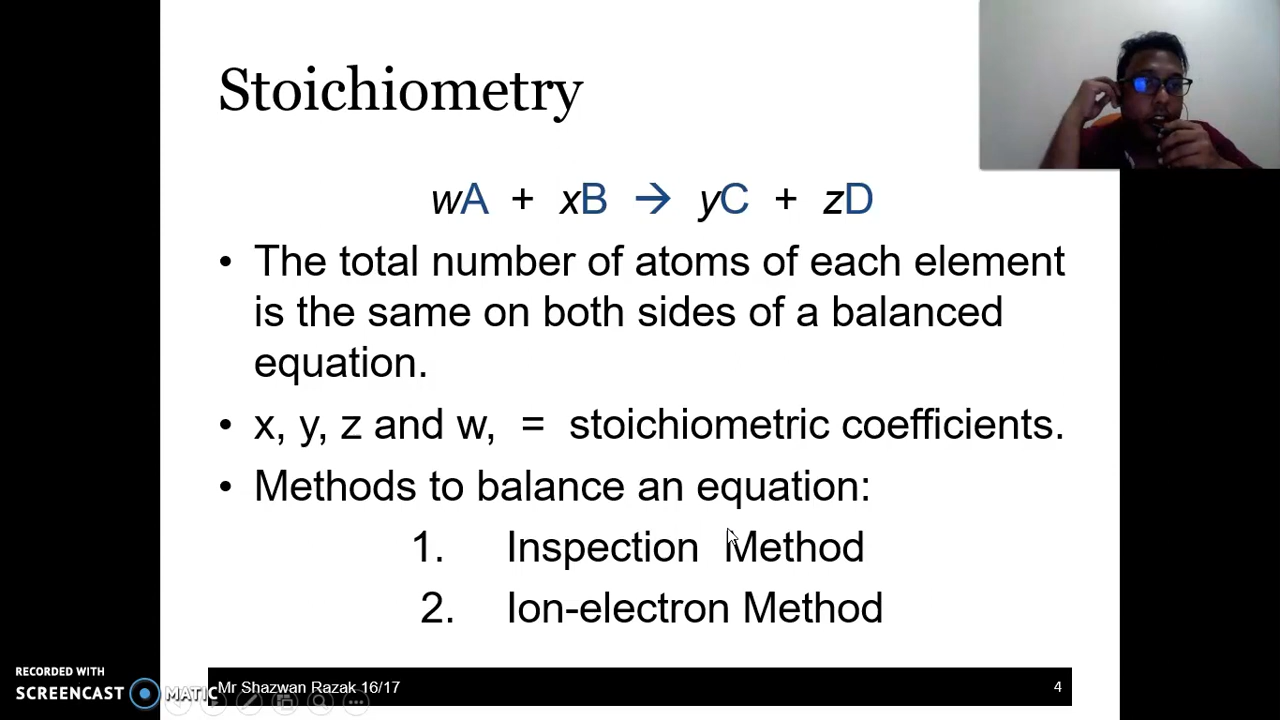 Stoichiometry
wA + xB → yC + zD
• The total number of atoms of each element
is the same on both sides of a balanced
equation.
• x, y, z and w, = stoichiometric coefficients.
• Methods to balance an equation:
1. Inspection Method
2. Ion-electron Method
RECORDED WITH
SCREENCAST MATIC
Mr Shazwan Razak 16/17
4